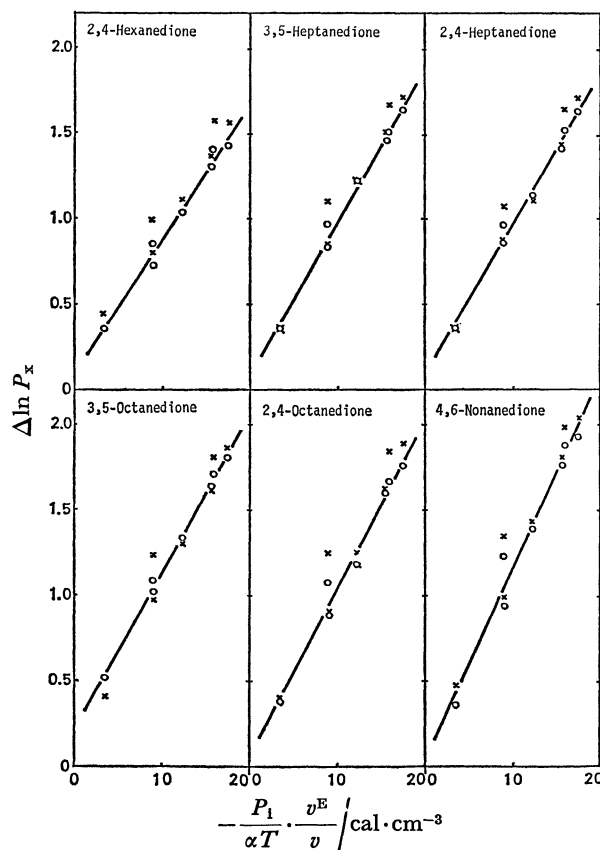 2,4-Hexanedione 3,5-Heptanedione 2,4-Heptanedione
2.0
1.5
1.0
0.5
0
Δln Pₓ
3,5-Octanedione 2,4-Octanedione 4,6-Nonanedione
2.0
1.5
1.0
0.5
0 10 20 0 10 20 0 10 20
− Pᵢ/αT · vᴱ/v / cal·cm⁻³